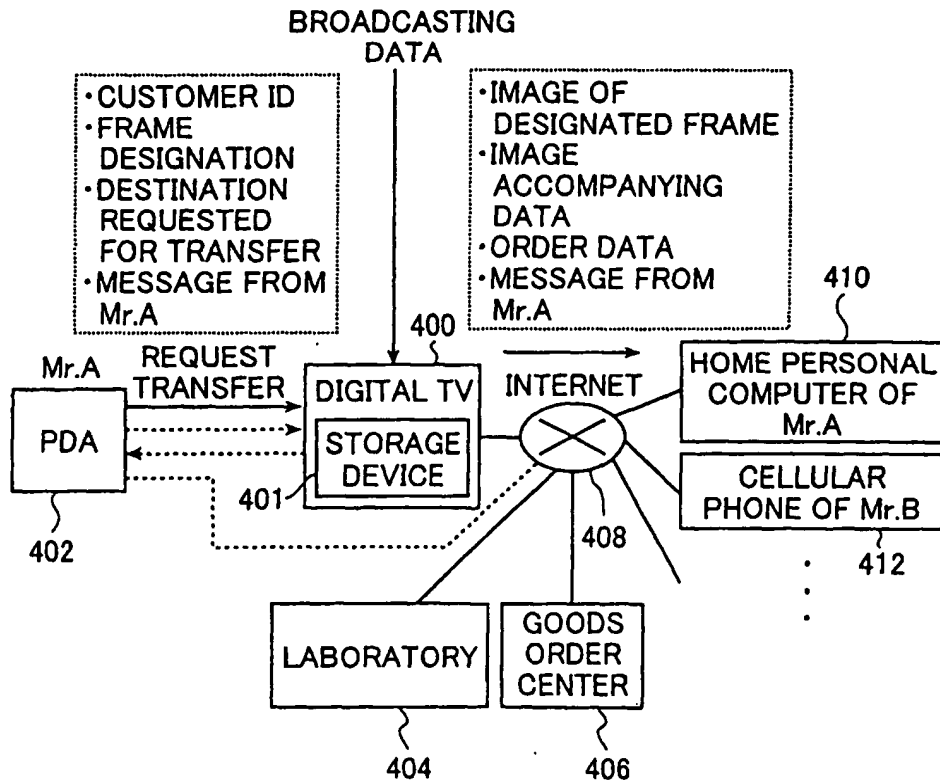 BROADCASTING
DATA
・CUSTOMER ID
・FRAME
DESIGNATION
・DESTINATION
REQUESTED
FOR TRANSFER
・MESSAGE FROM
Mr.A
・IMAGE OF
DESIGNATED FRAME
・IMAGE
ACCOMPANYING
DATA
・ORDER DATA
・MESSAGE FROM
Mr.A
Mr.A
REQUEST
TRANSFER
PDA
402
400
DIGITAL TV
STORAGE
DEVICE
401
INTERNET
408
410
HOME PERSONAL
COMPUTER OF
Mr.A
CELLULAR
PHONE OF Mr.B
412
LABORATORY
404
GOODS
ORDER
CENTER
406